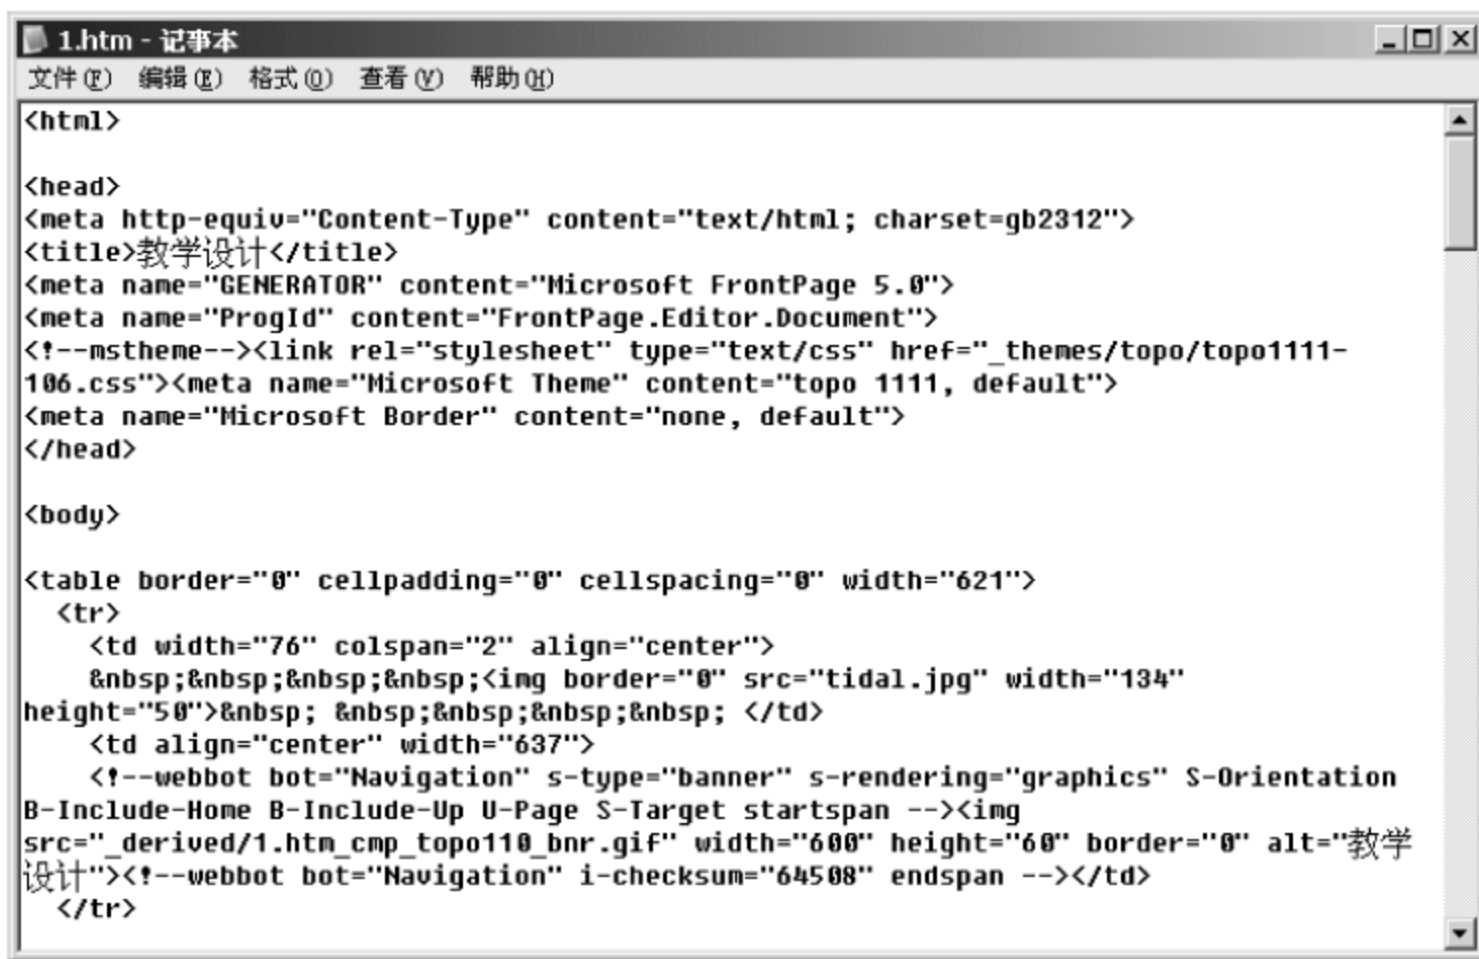 1.htm - 记事本
文件(F) 编辑(E) 格式(O) 查看(V) 帮助(H)
<html>
<head>
<meta http-equiv="Content-Type" content="text/html; charset=gb2312">
<title>教学设计</title>
<meta name="GENERATOR" content="Microsoft FrontPage 5.0">
<meta name="ProgId" content="FrontPage.Editor.Document">
<!--mstheme--><link rel="stylesheet" type="text/css" href="_themes/topo/topo1111-
106.css"><meta name="Microsoft Theme" content="topo 1111, default">
<meta name="Microsoft Border" content="none, default">
</head>
<body>
<table border="0" cellpadding="0" cellspacing="0" width="621">
  <tr>
    <td width="76" colspan="2" align="center">
    &nbsp;&nbsp;&nbsp;&nbsp;<img border="0" src="tidal.jpg" width="134"
height="50">&nbsp; &nbsp;&nbsp;&nbsp;&nbsp; </td>
    <td align="center" width="637">
    <!--webbot bot="Navigation" s-type="banner" s-rendering="graphics" S-Orientation
B-Include-Home B-Include-Up U-Page S-Target startspan --><img
src="_derived/1.htm_cmp_topo110_bnr.gif" width="600" height="60" border="0" alt="教学
设计"><!--webbot bot="Navigation" i-checksum="64508" endspan --></td>
  </tr>